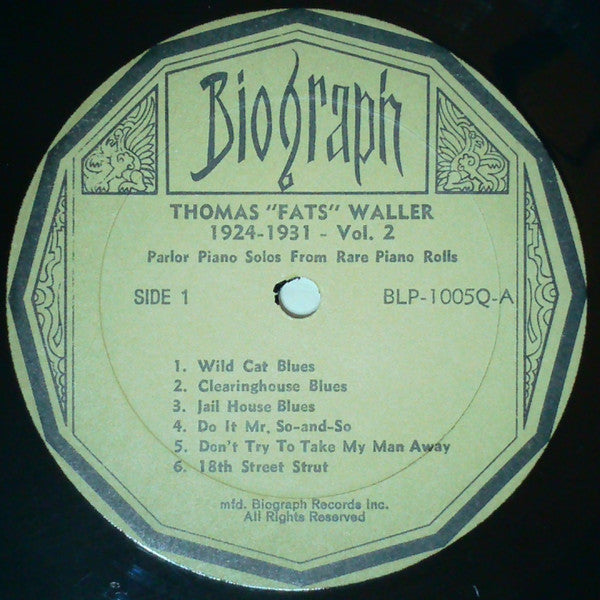 Biograph
THOMAS "FATS" WALLER
1924-1931 - Vol. 2
Parlor Piano Solos From Rare Piano Rolls
SIDE 1
BLP-1005Q-A
1. Wild Cat Blues
2. Clearinghouse Blues
3. Jail House Blues
4. Do It Mr. So-and-So
5. Don't Try To Take My Man Away
6. 18th Street Strut
mfd. Biograph Records Inc.
All Rights Reserved